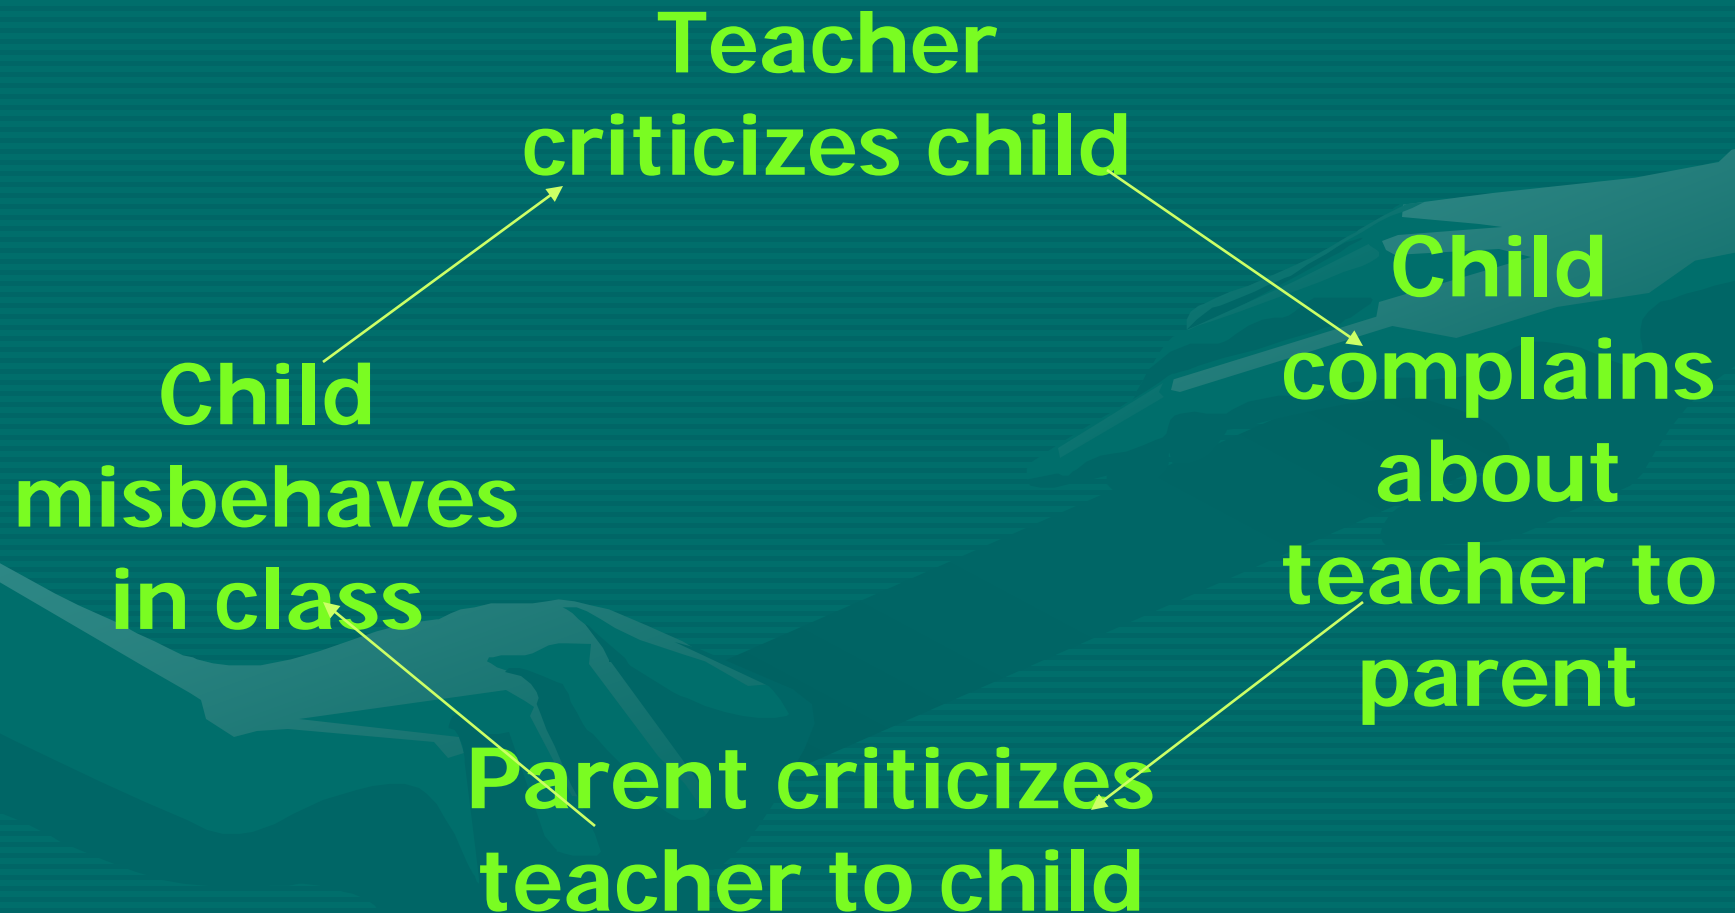 Teacher
criticizes child
Child
complains
about
teacher to
parent
Parent criticizes
teacher to child
Child
misbehaves
in class